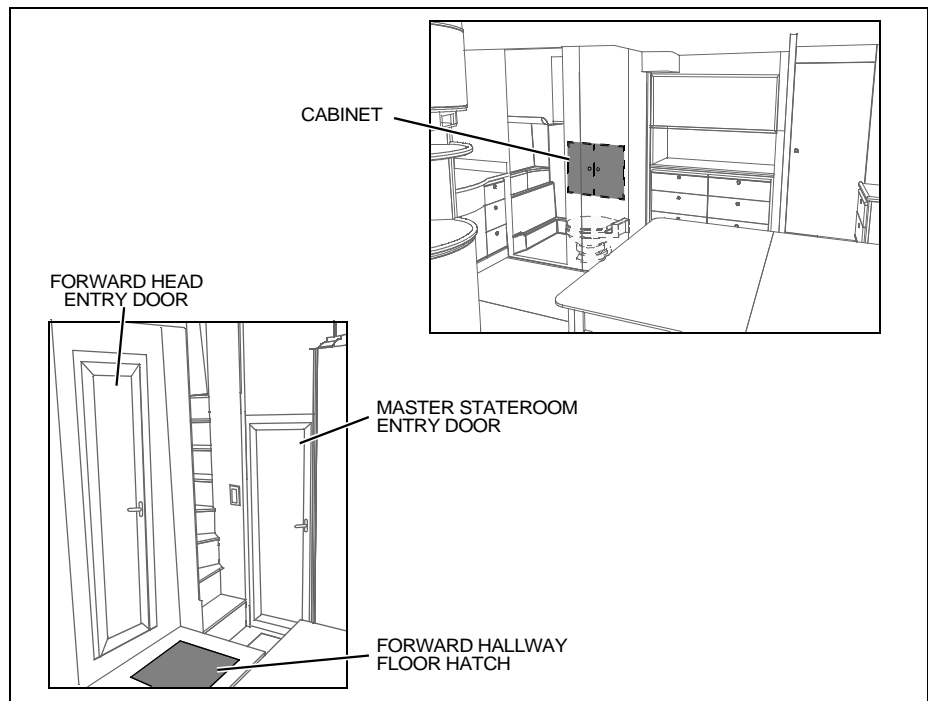 CABINET
FORWARD HEAD
ENTRY DOOR
MASTER STATEROOM
ENTRY DOOR
FORWARD HALLWAY
FLOOR HATCH